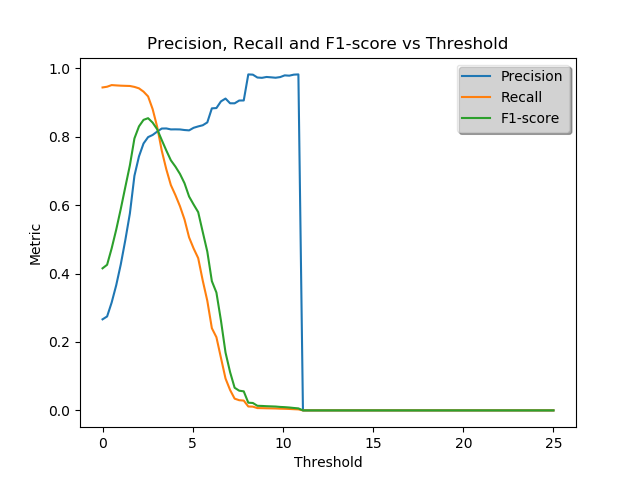 Precision, Recall and F1-score vs Threshold
Precision
Recall
F1-score
Metric
1.0
0.8
0.6
0.4
0.2
0.0
0 5 10 15 20 25
Threshold